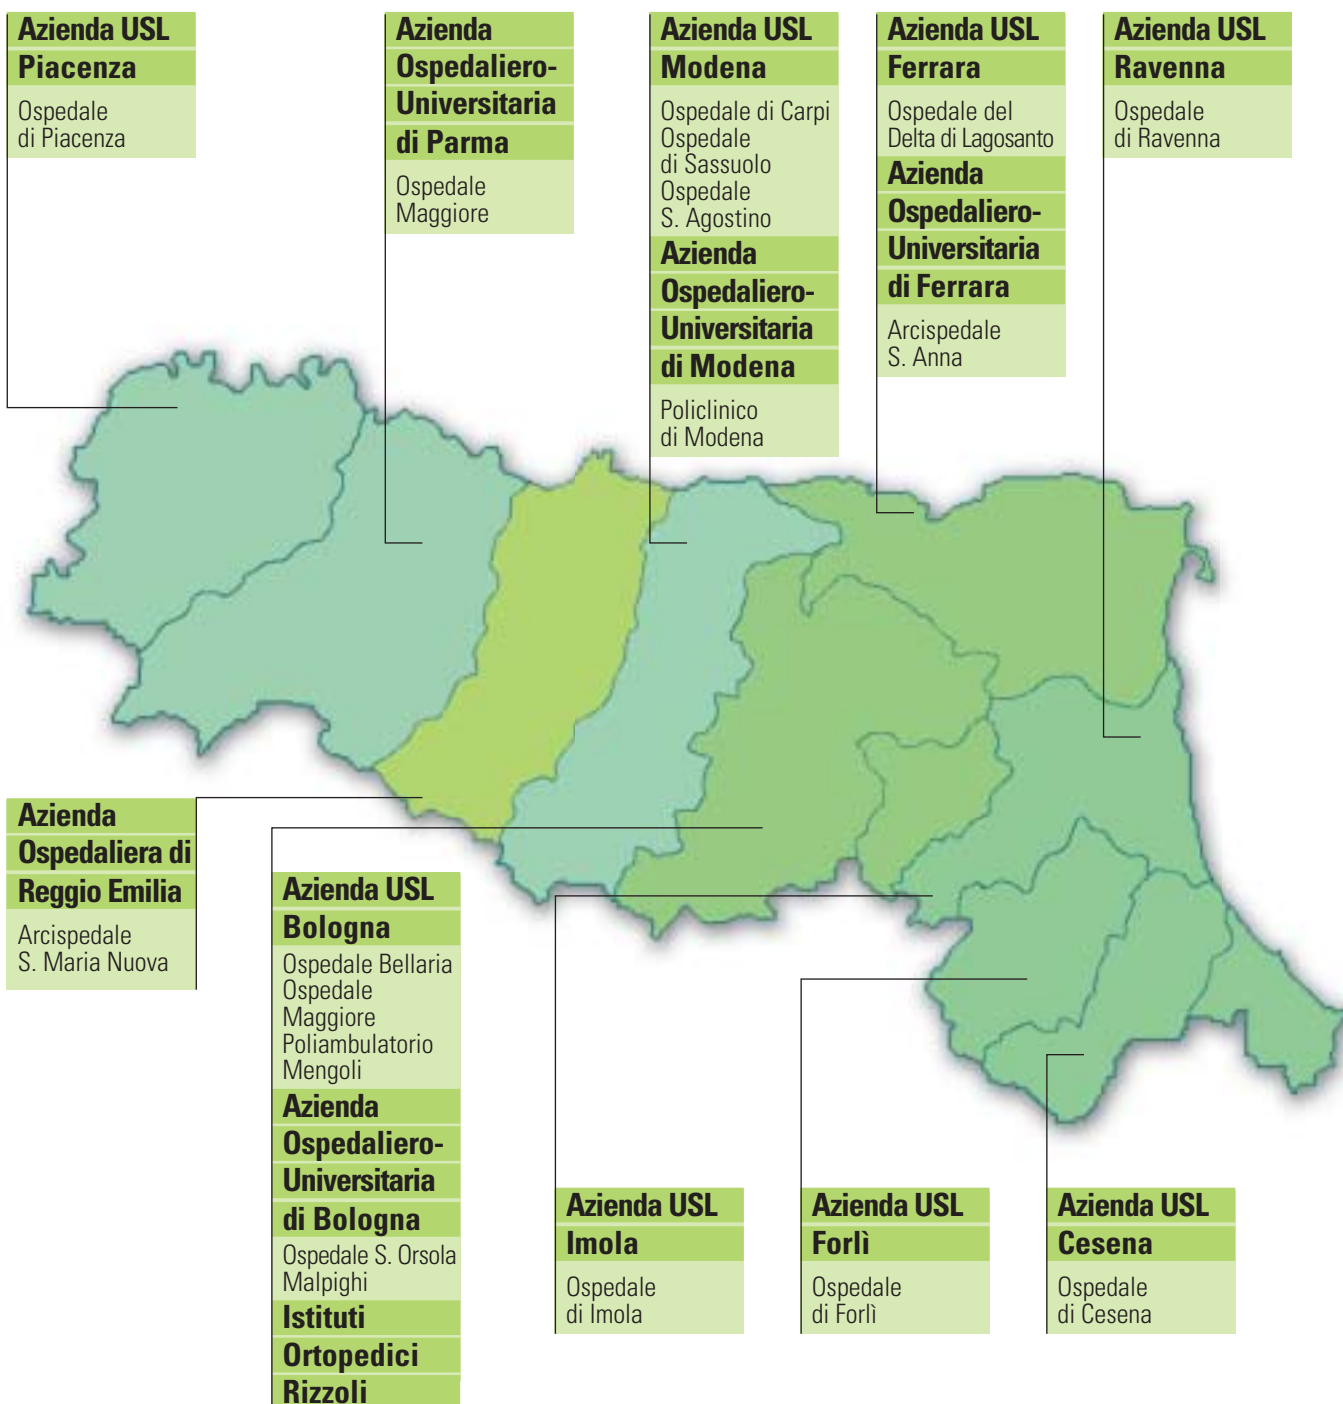 Azienda USL
Piacenza
Ospedale
di Piacenza
Azienda
Ospedaliero-
Universitaria
di Parma
Ospedale
Maggiore
Azienda USL
Modena
Ospedale di Carpi
Ospedale
di Sassuolo
Ospedale
S. Agostino
Azienda
Ospedaliero-
Universitaria
di Modena
Policlinico
di Modena
Azienda USL
Ferrara
Ospedale del
Delta di Lagosanto
Azienda
Ospedaliero-
Universitaria
di Ferrara
Arcispedale
S. Anna
Azienda USL
Ravenna
Ospedale
di Ravenna
Azienda
Ospedaliera di
Reggio Emilia
Arcispedale
S. Maria Nuova
Azienda USL
Bologna
Ospedale Bellaria
Ospedale
Maggiore
Poliambulatorio
Mengoli
Azienda
Ospedaliero-
Universitaria
di Bologna
Ospedale S. Orsola
Malpighi
Istituti
Ortopedici
Rizzoli
Azienda USL
Imola
Ospedale
di Imola
Azienda USL
Forlì
Ospedale
di Forlì
Azienda USL
Cesena
Ospedale
di Cesena